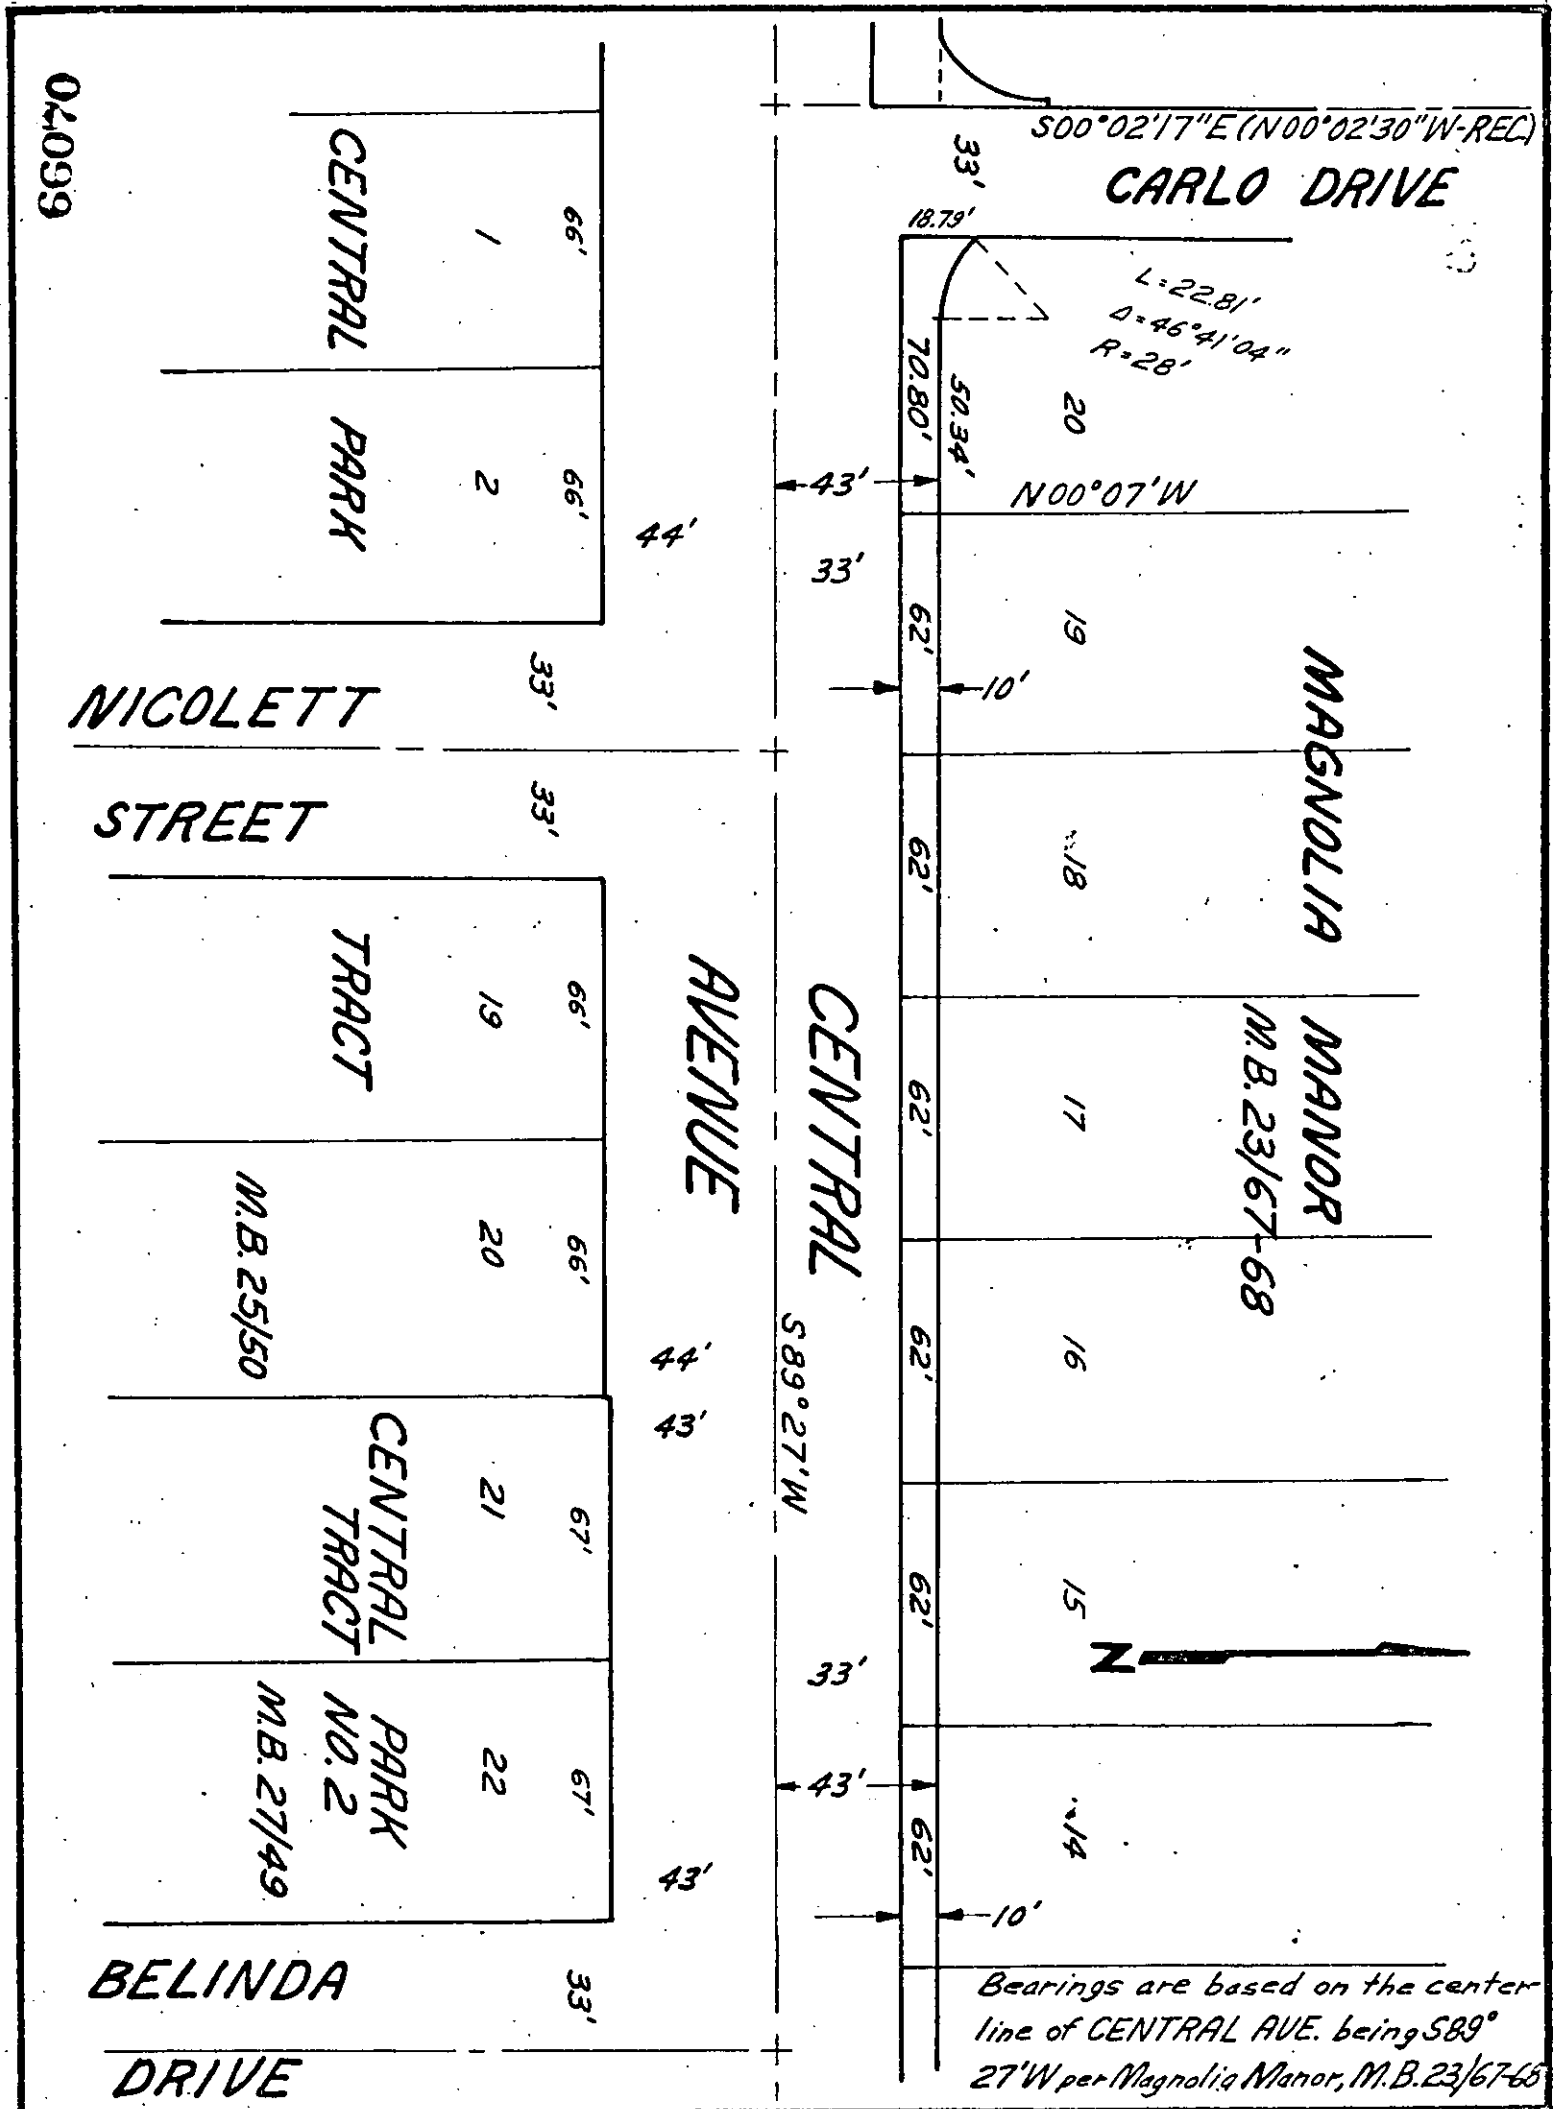 04099
S00°02'17"E (N00°02'30"W-REC.)
CARLO DRIVE
33'
18.79'
L=22.81'
Δ=46°41'04"
R=28'
70.80'
50.34'
20
43'
N00°07'W
33'
44'
CENTRAL
PARK
1
66'
2
66'
62'
19
10'
NICOLETT
STREET
33'
33'
MAGNOLIA MANOR
M.B. 23/67-68
62'
18
62'
17
62'
16
62'
15
N
62'
14
43'
10'
33'
TRACT
19
66'
20
66'
M.B. 25/50
AVENUE
CENTRAL
S89°27'W
44'
43'
CENTRAL
TRACT
21
67'
PARK
NO. 2
M.B. 27/49
22
67'
43'
BELINDA
DRIVE
33'
Bearings are based on the center
line of CENTRAL AVE. being S89°
27'W per Magnolia Manor, M.B. 23/67-68